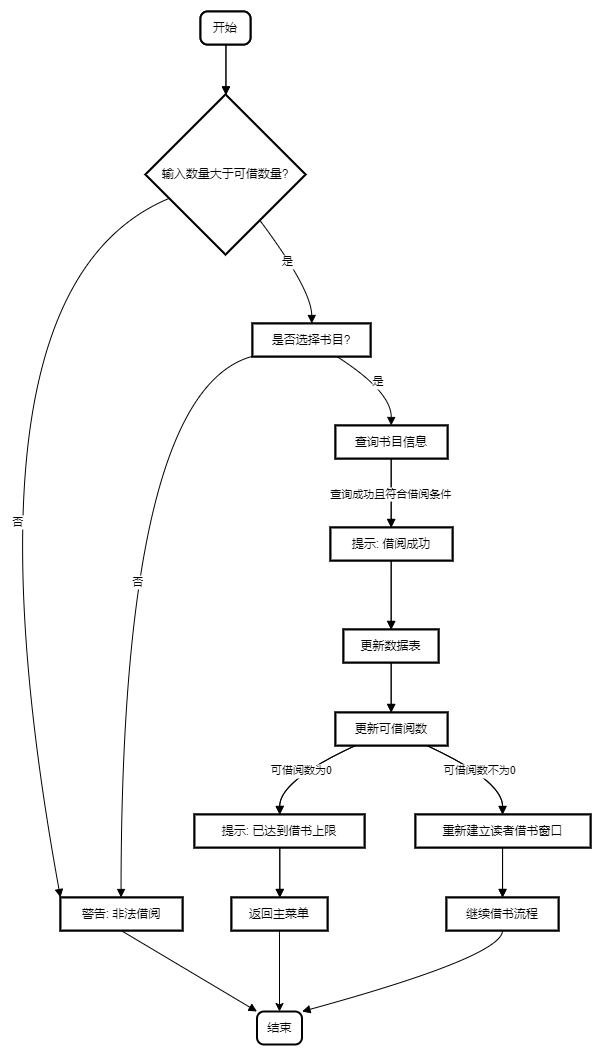 开始
输入数量大于可借数量?
是
是否选择书目?
是
查询书目信息
查询成功且符合借阅条件
否
提示: 借阅成功
否
更新数据表
更新可借阅数
可借阅数为0
可借阅数不为0
提示: 已达到借书上限
重新建立读者借书窗口
警告: 非法借阅
返回主菜单
继续借书流程
结束